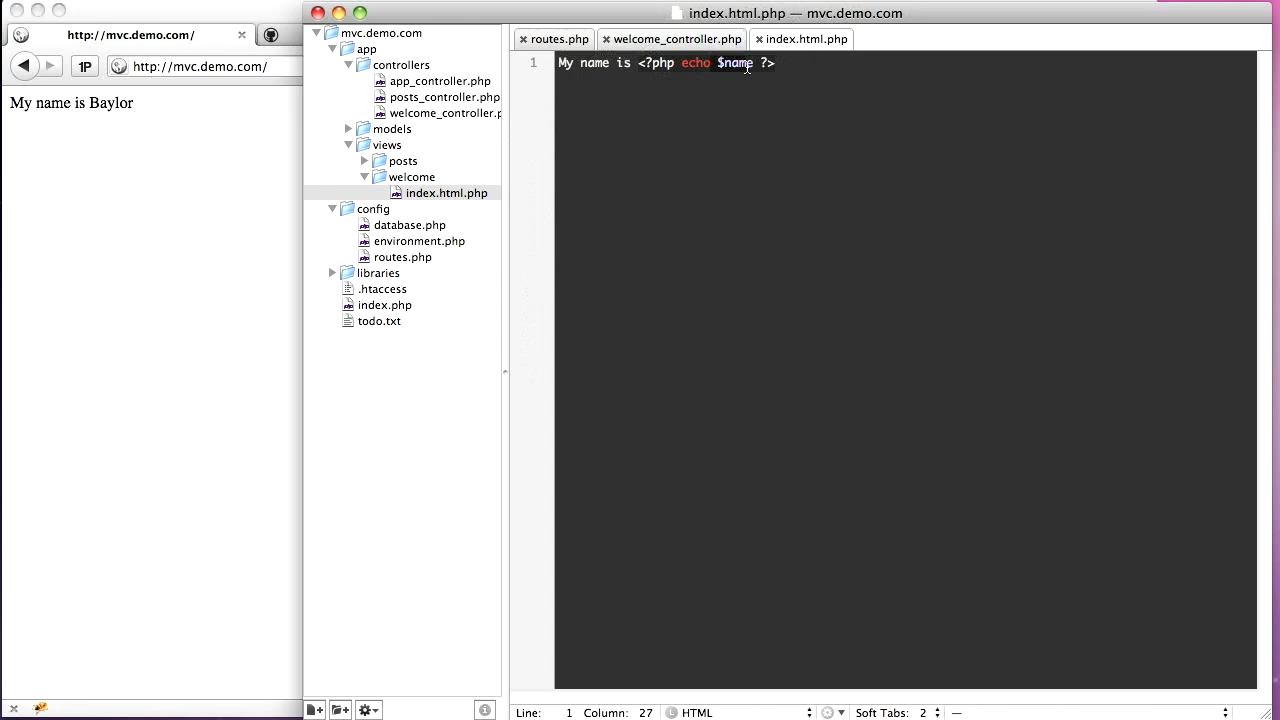 http://mvc.demo.com/
1P
http://mvc.demo.com/
My name is Baylor
index.html.php — mvc.demo.com
mvc.demo.com
app
controllers
app_controller.php
posts_controller.php
welcome_controller.p
models
views
posts
welcome
index.html.php
config
database.php
environment.php
routes.php
libraries
.htaccess
index.php
todo.txt
routes.php
welcome_controller.php
index.html.php
1 My name is <?php echo $name ?>
Line: 1 Column: 27 L HTML Soft Tabs: 2 —